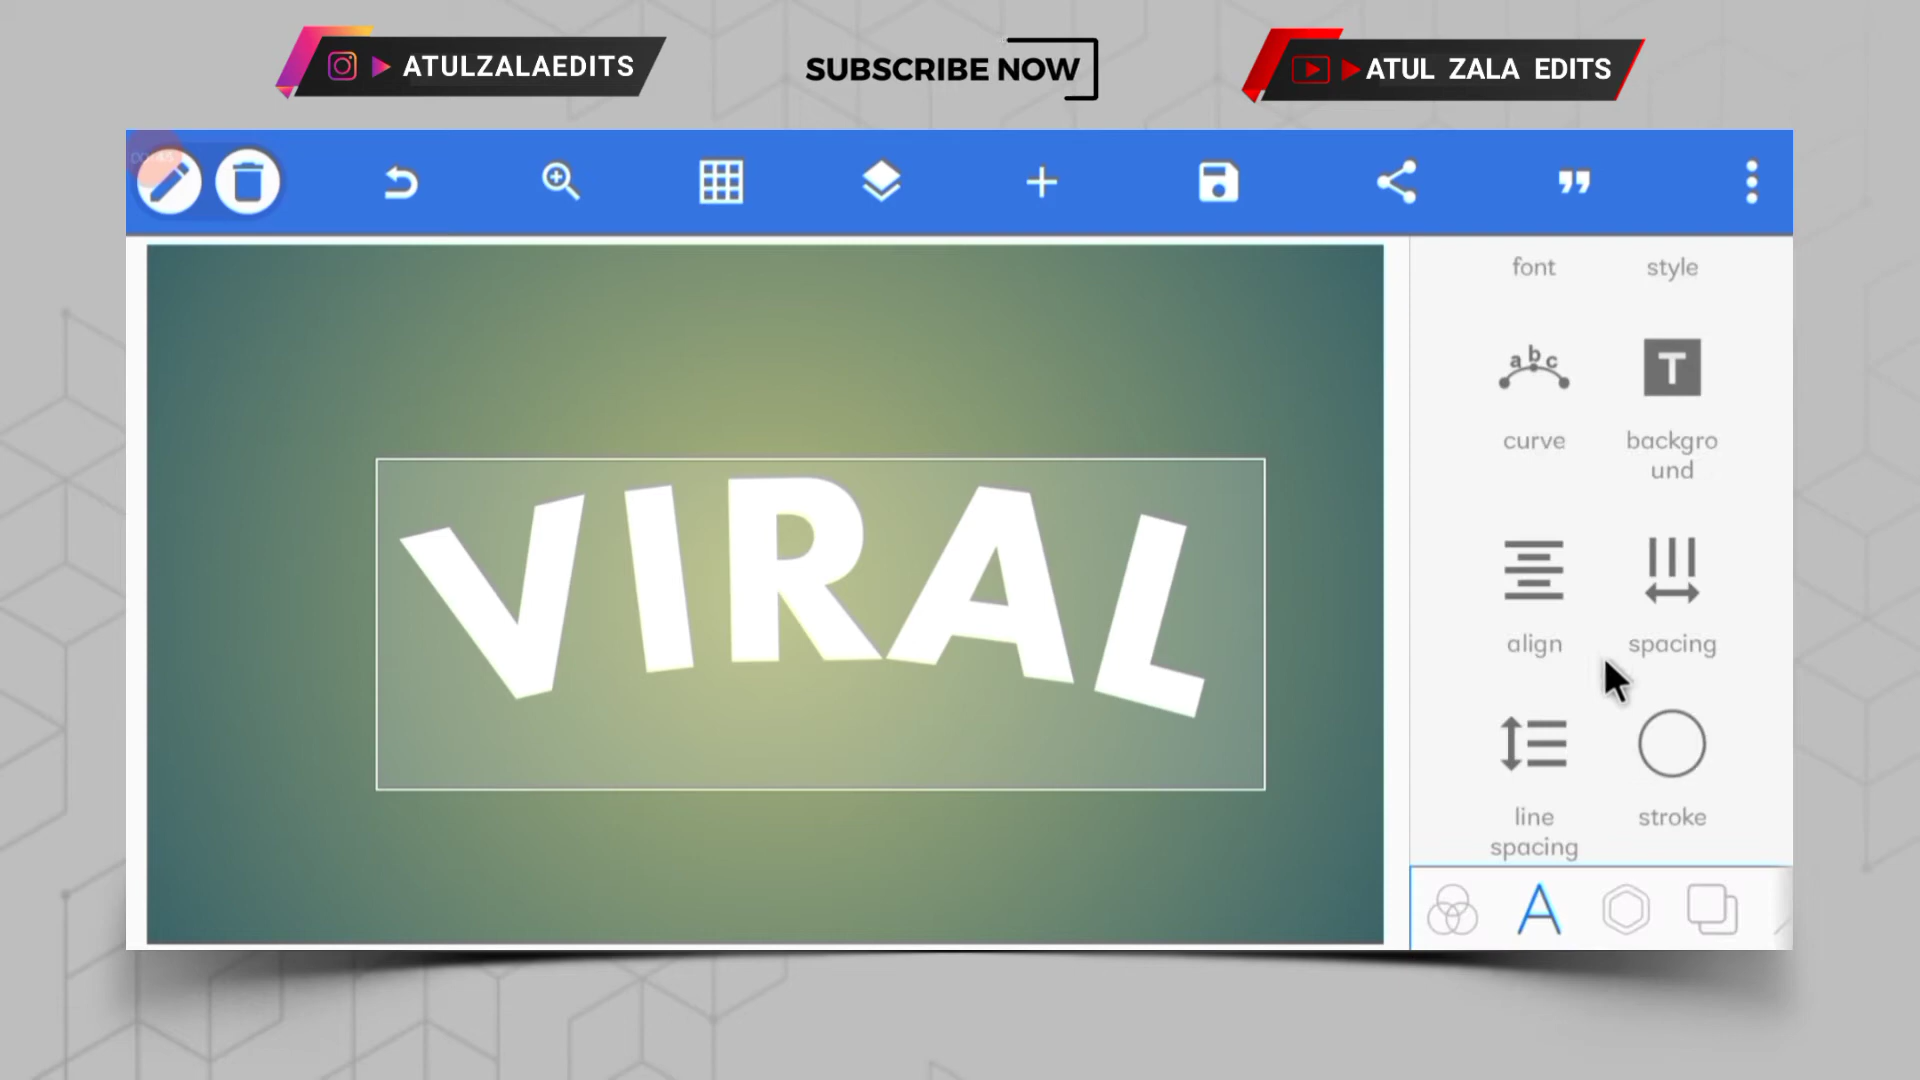 ATULZALAEDITS
SUBSCRIBE NOW
ATUL ZALA EDITS
font
style
a b c
T
curve
backgro
und
VIRAL
align
spacing
line
spacing
stroke
A